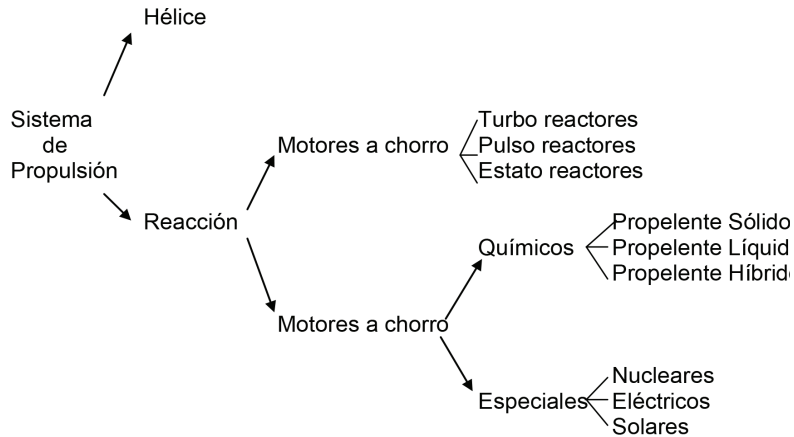 Hélice
Sistema
de
Propulsión
Reacción
Motores a chorro
Turbo reactores
Pulso reactores
Estato reactores
Motores a chorro
Químicos
Propelente Sólido
Propelente Líquid
Propelente Híbrid
Especiales
Nucleares
Eléctricos
Solares